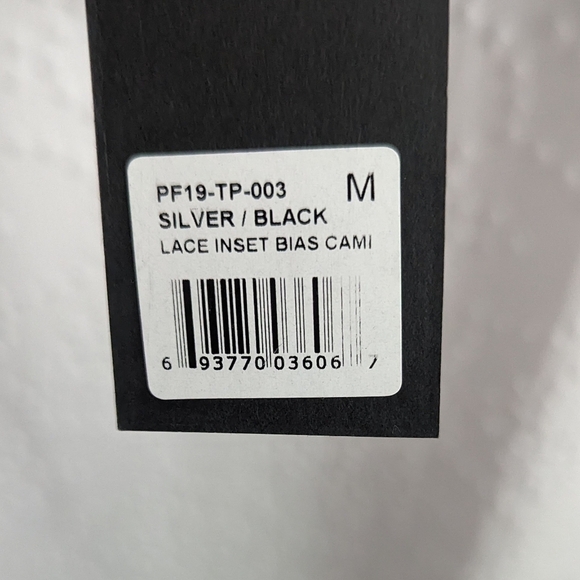 PF19-TP-003 M
SILVER / BLACK
LACE INSET BIAS CAMI
6 93770 03606 7